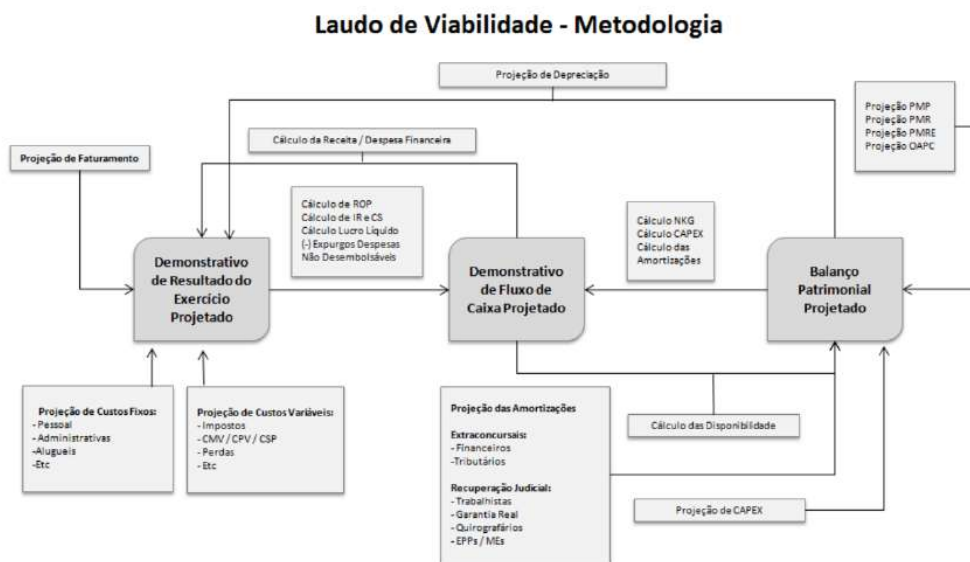 Laudo de Viabilidade - Metodologia
Projeção de Depreciação
Projeção PMP
Projeção PMR
Projeção PMRE
Projeção OAPC
Cálculo da Receita / Despesa Financeira
Projeção de Faturamento
Cálculo de ROP
Cálculo de IR e CS
Cálculo Lucro Líquido
(-) Expurgos Despesas
Não Desembolsáveis
Cálculo NKG
Cálculo CAPEX
Cálculo das
Amortizações
Demonstrativo
de Resultado do
Exercício
Projetado
Demonstrativo
de Fluxo de
Caixa Projetado
Balanço
Patrimonial
Projetado
Projeção de Custos Fixos:
- Pessoal
- Administrativas
-Alugueis
-Etc
Projeção de Custos Variáveis:
- Impostos
- CMV / CPV / CSP
- Perdas
- Etc
Projeção das Amortizações
Extraconcursais:
- Financeiros
-Tributários
Recuperação Judicial:
- Trabalhistas
- Garantia Real
- Quirografários
- EPPs / MEs
Cálculo das Disponiblidade
Projeção de CAPEX